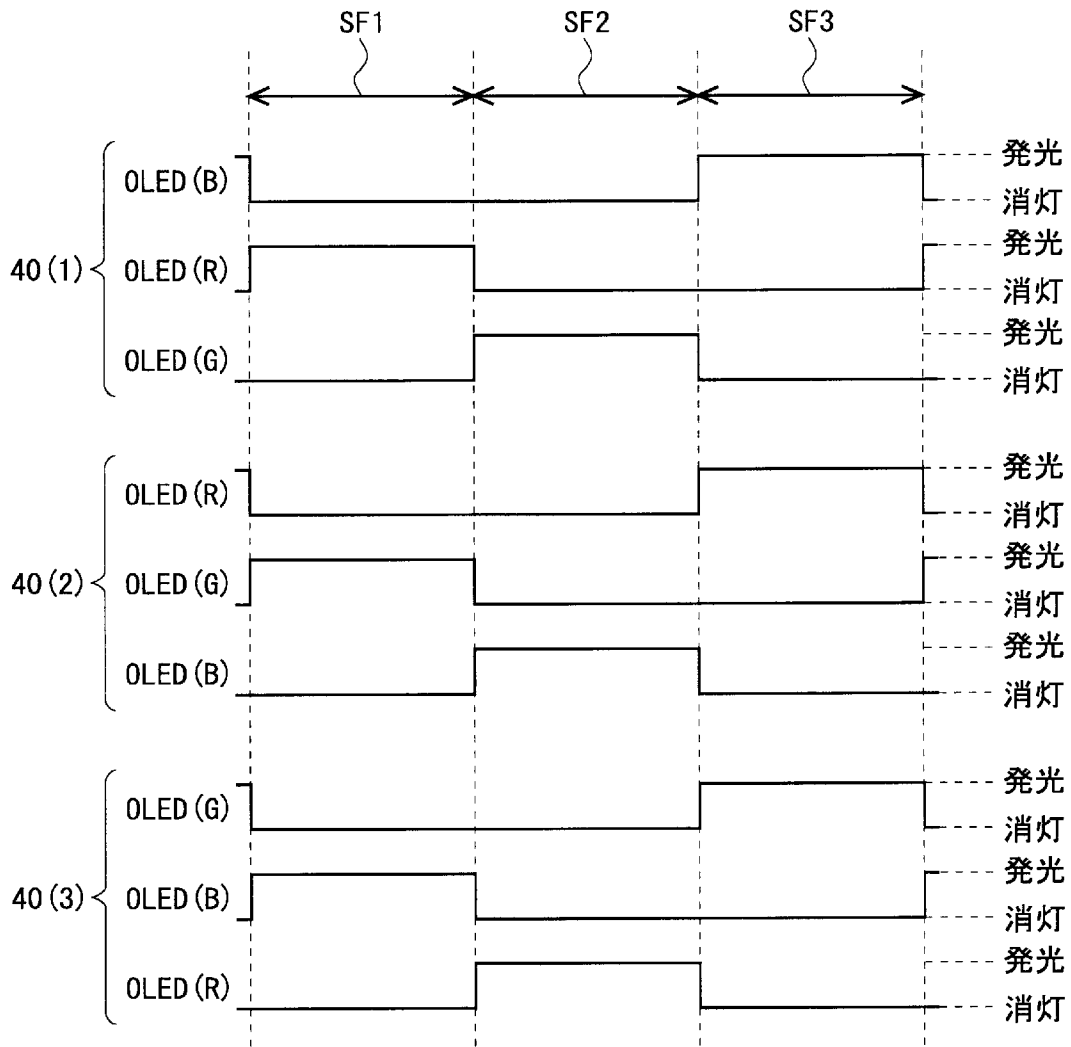 SF1 SF2 SF3
OLED(B) 発光
消灯
40(1) OLED(R) 発光
消灯
OLED(G) 発光
消灯
OLED(R) 発光
消灯
40(2) OLED(G) 発光
消灯
OLED(B) 発光
消灯
OLED(G) 発光
消灯
40(3) OLED(B) 発光
消灯
OLED(R) 発光
消灯